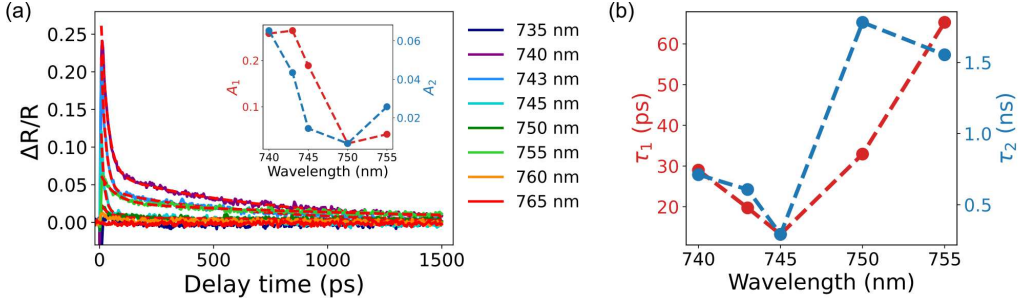 (a)
ΔR/R
0.25
0.20
0.15
0.10
0.05
0.00
0
500
1000
1500
Delay time (ps)
A1
0.2
0.1
A2
0.06
0.04
0.02
740
745
750
755
Wavelength (nm)
735 nm
740 nm
743 nm
745 nm
750 nm
755 nm
760 nm
765 nm
(b)
τ1 (ps)
60
50
40
30
20
τ2 (ns)
1.5
1.0
0.5
740
745
750
755
Wavelength (nm)